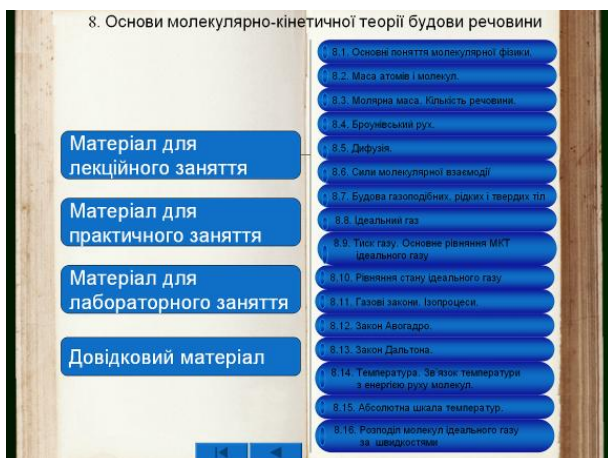 8. Основи молекулярно-кінетичної теорії будови речовини
Матеріал для
лекційного заняття
Матеріал для
практичного заняття
Матеріал для
лабораторного заняття
Довідковий матеріал
8.1. Основні поняття молекулярної фізики.
8.2. Маса атомів і молекул.
8.3. Молярна маса. Кількість речовини.
8.4. Броунівський рух.
8.5. Дифузія.
8.6. Сили молекулярної взаємодії
8.7. Будова газоподібних, рідких і твердих тіл
8.8. Ідеальний газ
8.9. Тиск газу. Основне рівняння МКТ
ідеального газу
8.10. Рівняння стану ідеального газу
8.11. Газові закони. Ізопроцеси.
8.12. Закон Авогадро.
8.13. Закон Дальтона.
8.14. Температура. Зв'язок температури
з енергією руху молекул.
8.15. Абсолютна шкала температур.
8.16. Розподіл молекул ідеального газу
за швидкостями